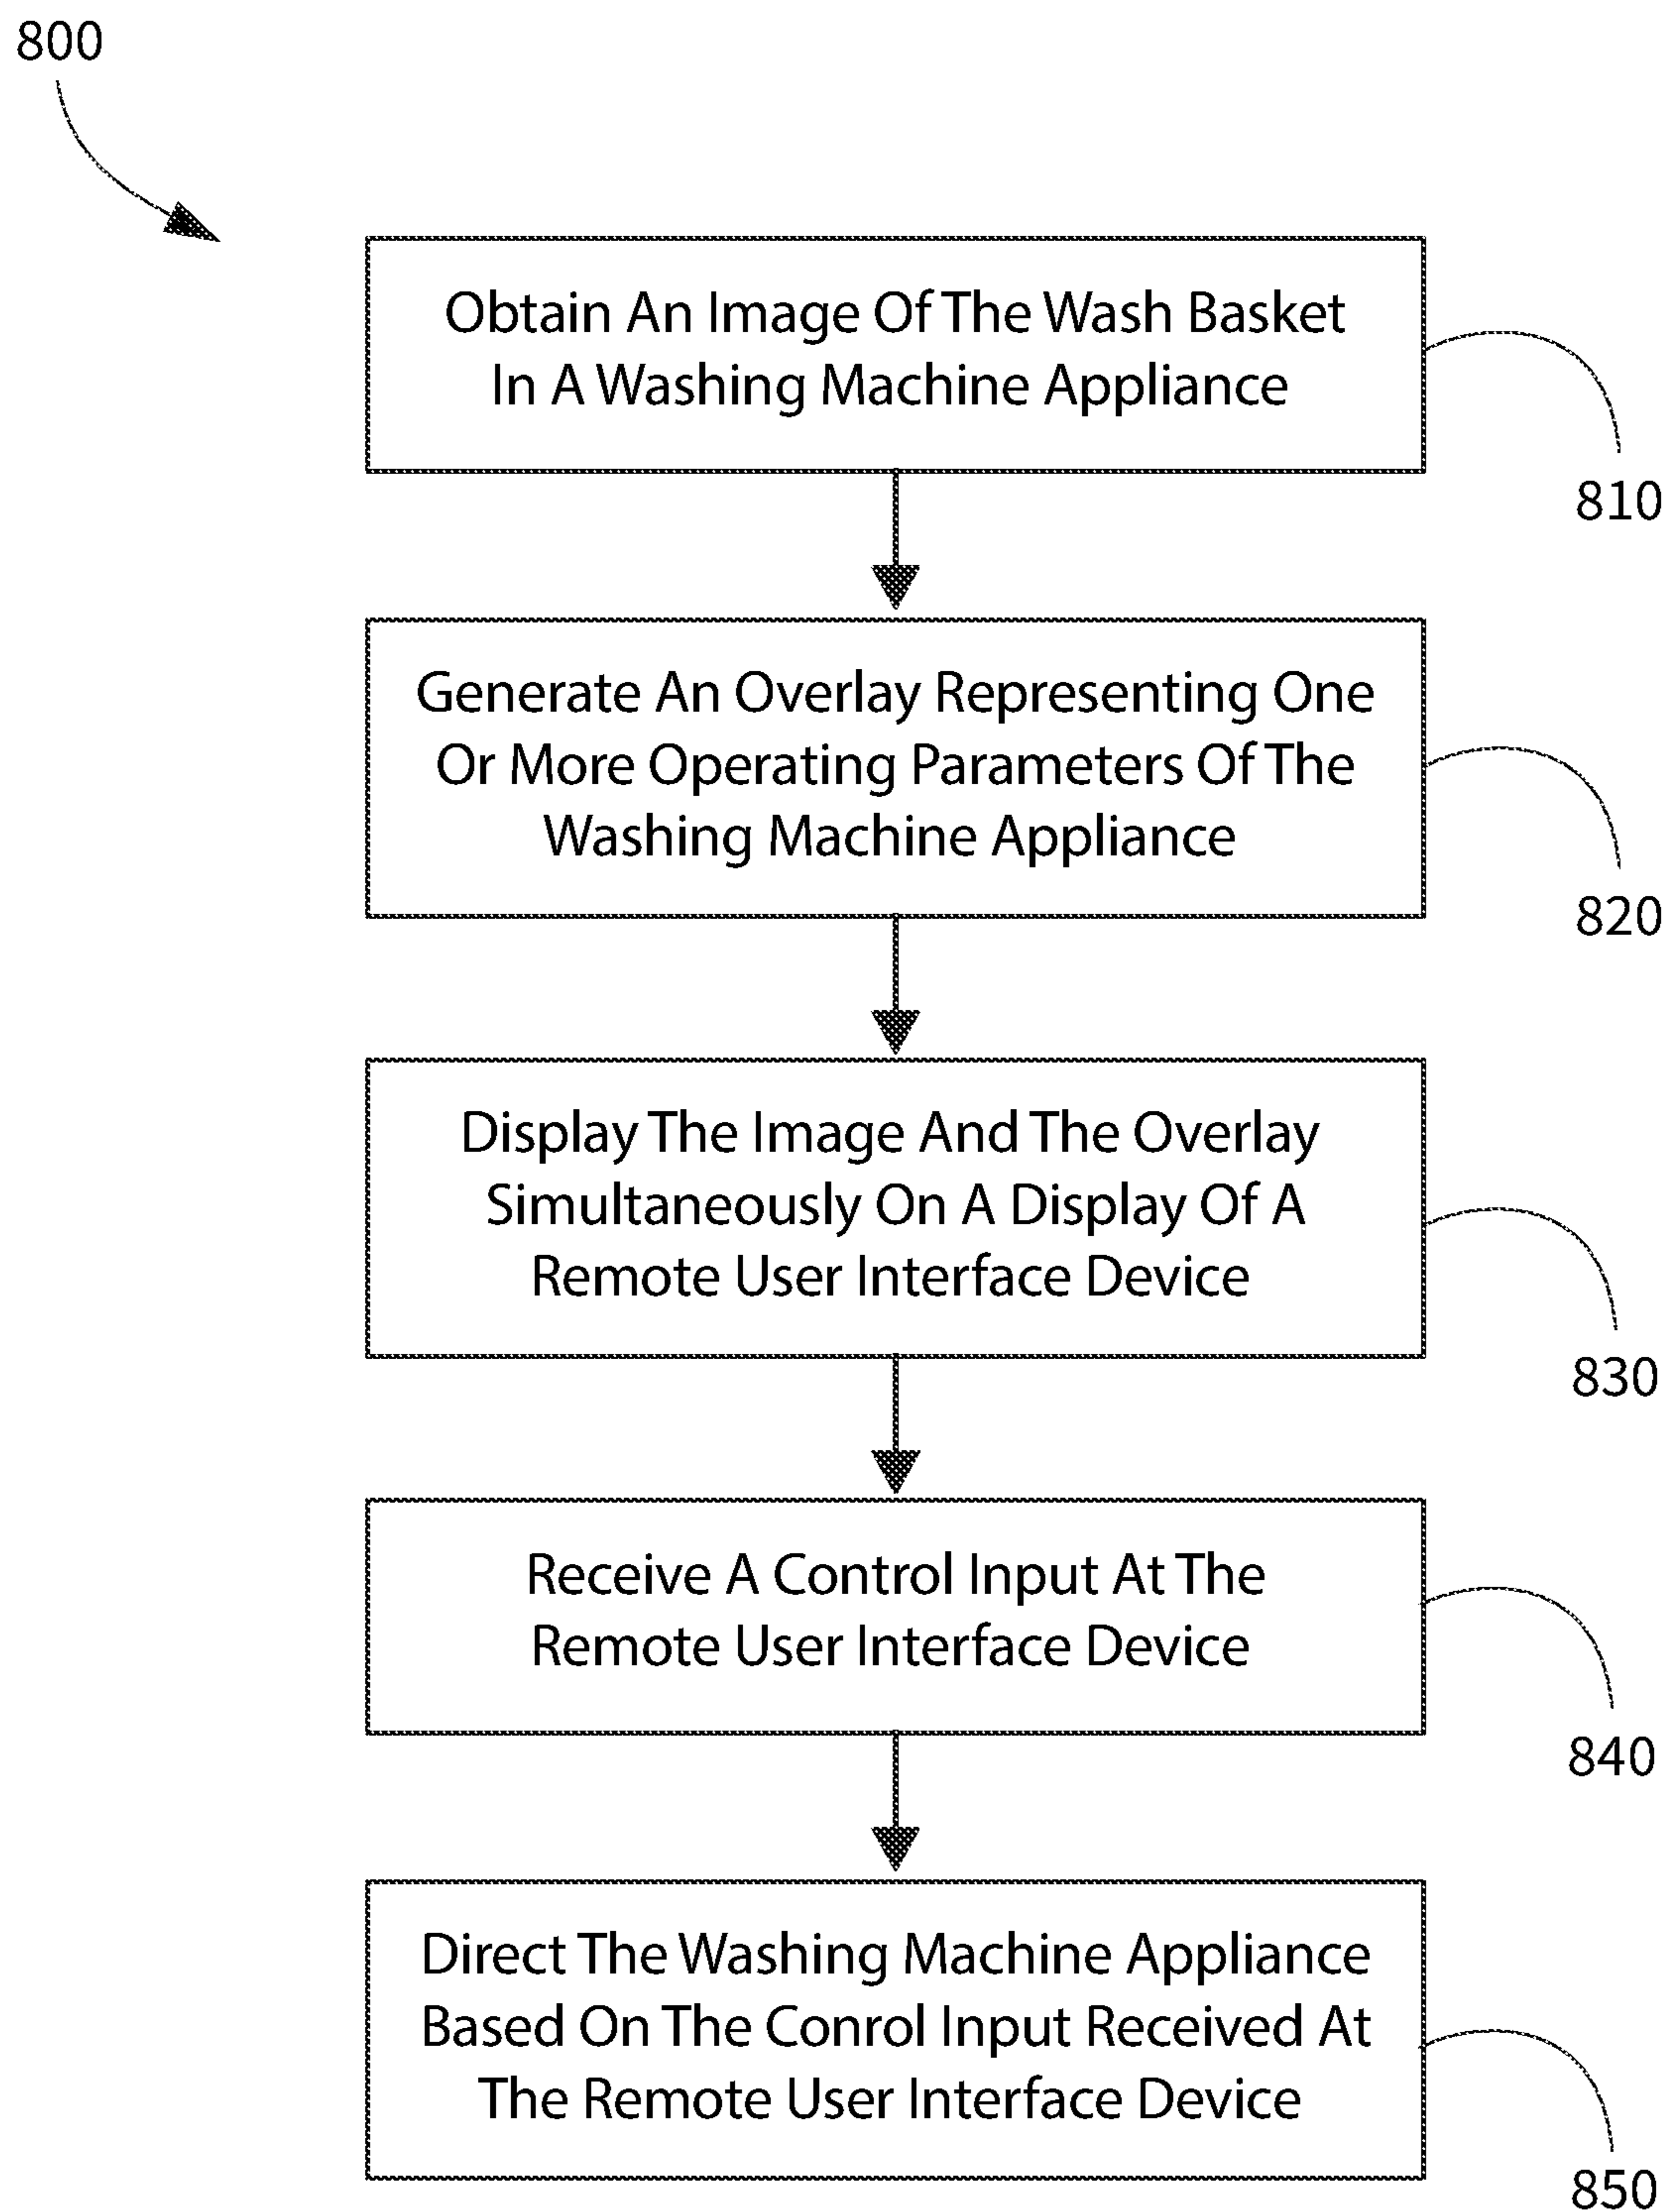 800
Obtain An Image Of The Wash Basket
In A Washing Machine Appliance
810
Generate An Overlay Representing One
Or More Operating Parameters Of The
Washing Machine Appliance
820
Display The Image And The Overlay
Simultaneously On A Display Of A
Remote User Interface Device
830
Receive A Control Input At The
Remote User Interface Device
840
Direct The Washing Machine Appliance
Based On The Conrol Input Received At
The Remote User Interface Device
850